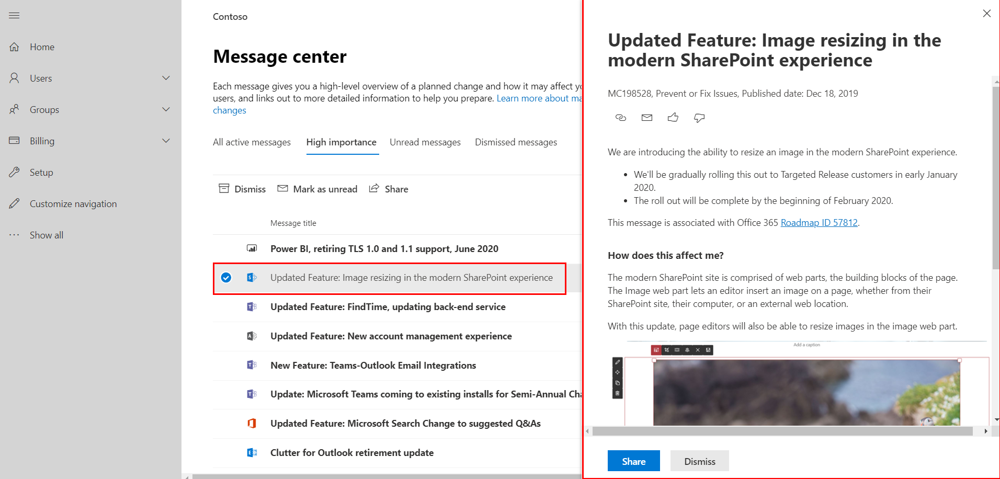 Home
Users
Groups
Billing
Setup
Customize navigation
Show all
Contoso
Message center
Each message gives you a high-level overview of a planned change and how it may affect
users, and links out to more detailed information to help you prepare. Learn more about
changes
All active messages
High importance
Unread messages
Dismissed messages
Dismiss
Mark as unread
Share
Message title
Power BI, retiring TLS 1.0 and 1.1 support, June 2020
Updated Feature: Image resizing in the modern SharePoint experience
Updated Feature: FindTime, updating back-end service
Updated Feature: New account management experience
New Feature: Teams-Outlook Email Integrations
Update: Microsoft Teams coming to existing installs for Semi-Annual
Updated Feature: Microsoft Search Change to suggested Q&As
Clutter for Outlook retirement update
Updated Feature: Image resizing in the
modern SharePoint experience
MC198528, Prevent or Fix Issues, Published date: Dec 18, 2019
We are introducing the ability to resize an image in the modern SharePoint experience.
• We'll be gradually rolling this out to Targeted Release customers in early January
2020.
• The roll out will be complete by the beginning of February 2020.
This message is associated with Office 365 Roadmap ID 57812.
How does this affect me?
The modern SharePoint site is comprised of web parts, the building blocks of the page.
The Image web part lets an editor insert an image on a page, whether from their
SharePoint site, their computer, or an external web location.
With this update, page editors will also be able to resize images in the image web part.
Add a caption
Share
Dismiss